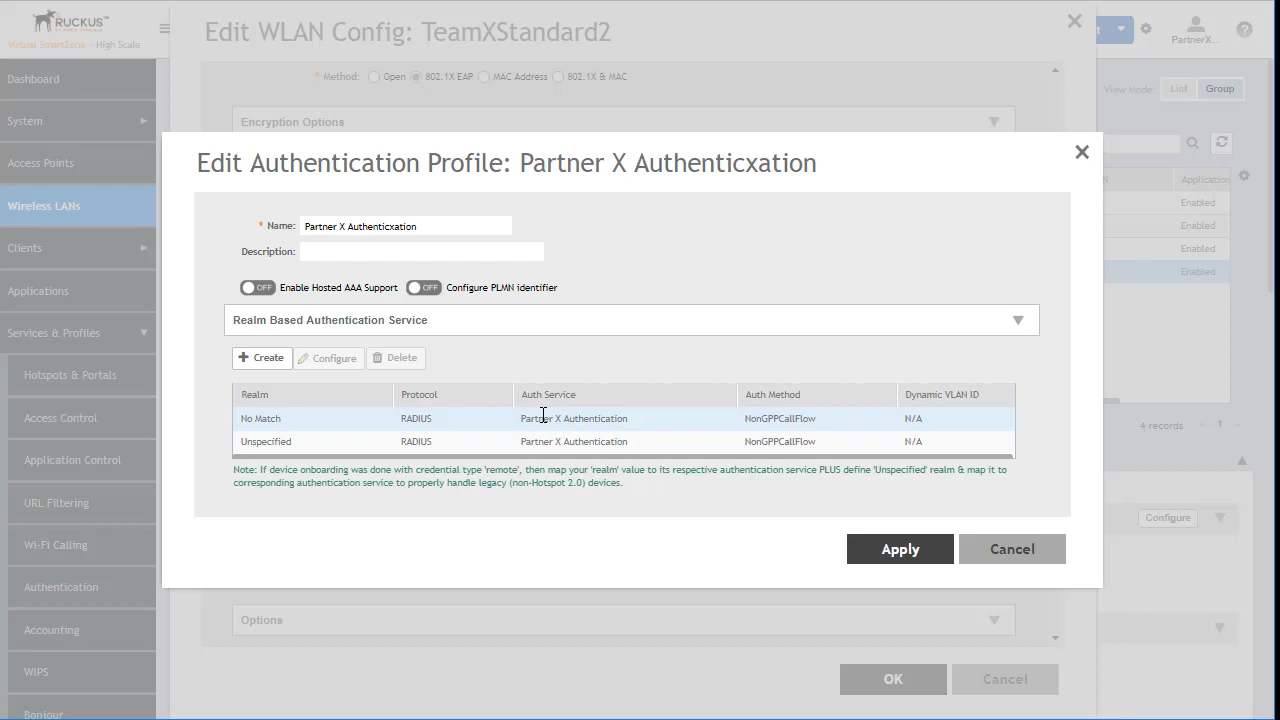 RUCKUS™
Virtual SmartZone - High Scale
Edit WLAN Config: TeamXStandard2
PartnerX...
Dashboard
System
Access Points
Wireless LANs
Clients
Applications
Services & Profiles
Hotspots & Portals
Access Control
Application Control
URL Filtering
Wi-Fi Calling
Authentication
Accounting
WIPS
Bonjour
* Method: Open 802.1X EAP MAC Address 802.1X & MAC
Encryption Options
View Mode: List Group
Application
Enabled
Enabled
Enabled
Enabled
4 records 1
Configure
Edit Authentication Profile: Partner X Authenticxation
* Name: Partner X Authenticxation
Description:
OFF Enable Hosted AAA Support OFF Configure PLMN identifier
Realm Based Authentication Service
+ Create Configure Delete
Realm Protocol Auth Service Auth Method Dynamic VLAN ID
No Match RADIUS Partner X Authentication NonGPPCallFlow N/A
Unspecified RADIUS Partner X Authentication NonGPPCallFlow N/A
Note: If device onboarding was done with credential type 'remote', then map your 'realm' value to its respective authentication service PLUS define 'Unspecified' realm & map it to
corresponding authentication service to properly handle legacy (non-Hotspot 2.0) devices.
Apply Cancel
Options
OK Cancel